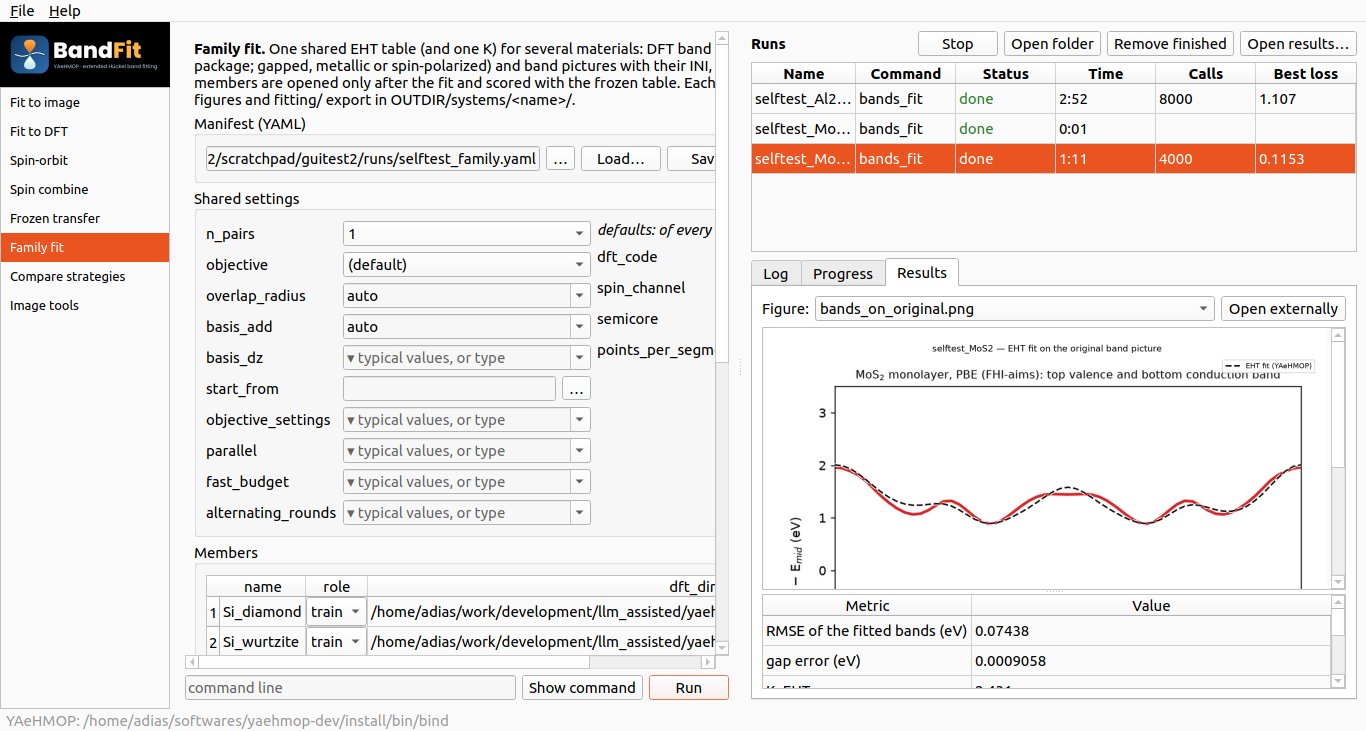 File Help
BandFit
YAeHMOP - extended Hückel band fitting
Fit to image
Fit to DFT
Spin-orbit
Spin combine
Frozen transfer
Family fit
Compare strategies
Image tools
Family fit. One shared EHT table (and one K) for several materials: DFT band
package; gapped, metallic or spin-polarized) and band pictures with their INI,
members are opened only after the fit and scored with the frozen table. Each
figures and fitting/ export in OUTDIR/systems/<name>/.
Manifest (YAML)
2/scratchpad/guitest2/runs/selftest_family.yaml ... Load... Sav
Shared settings
n_pairs 1 defaults: of every
objective (default) dft_code
overlap_radius auto spin_channel
basis_add auto semicore
basis_dz ▾ typical values, or type points_per_segm
start_from ...
objective_settings ▾ typical values, or type
parallel ▾ typical values, or type
fast_budget ▾ typical values, or type
alternating_rounds ▾ typical values, or type
Members
name role dft_dir
1 Si_diamond train /home/adias/work/development/llm_assisted/yaeh
2 Si_wurtzite train /home/adias/work/development/llm_assisted/yaeh
command line Show command Run
Runs Stop Open folder Remove finished Open results...
Name Command Status Time Calls Best loss
selftest_Al2... bands_fit done 2:52 8000 1.107
selftest_Mo... bands_fit done 0:01
selftest_Mo... bands_fit done 1:11 4000 0.1153
Log Progress Results
Figure: bands_on_original.png Open externally
selftest_MoS2 — EHT fit on the original band picture
EHT fit (YAeHMOP)
MoS₂ monolayer, PBE (FHI-aims): top valence and bottom conduction band
3
2
1
0
− E_mid (eV)
Metric Value
RMSE of the fitted bands (eV) 0.07438
gap error (eV) 0.0009058
YAeHMOP: /home/adias/softwares/yaehmop-dev/install/bin/bind